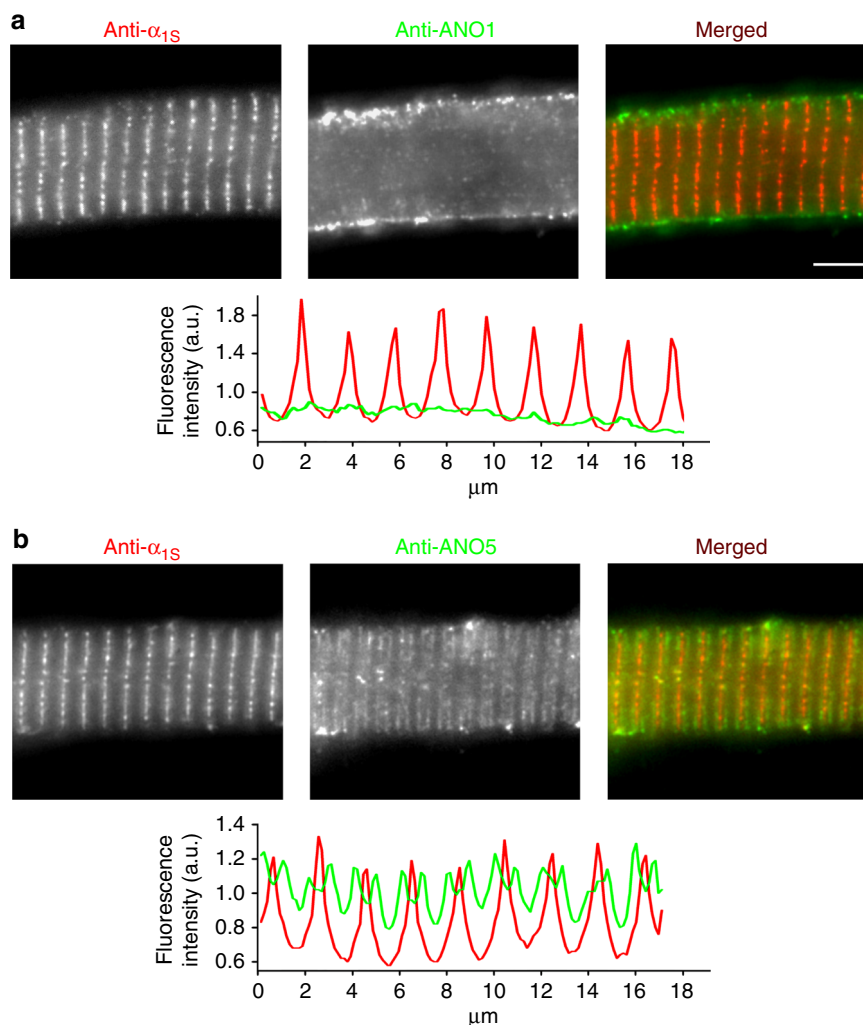 a
Anti-α1S Anti-ANO1 Merged
Fluorescence
intensity (a.u.)
1.8
1.4
1.0
0.6
0 2 4 6 8 10 12 14 16 18
μm
b
Anti-α1S Anti-ANO5 Merged
Fluorescence
intensity (a.u.)
1.4
1.2
1.0
0.8
0.6
0 2 4 6 8 10 12 14 16 18
μm